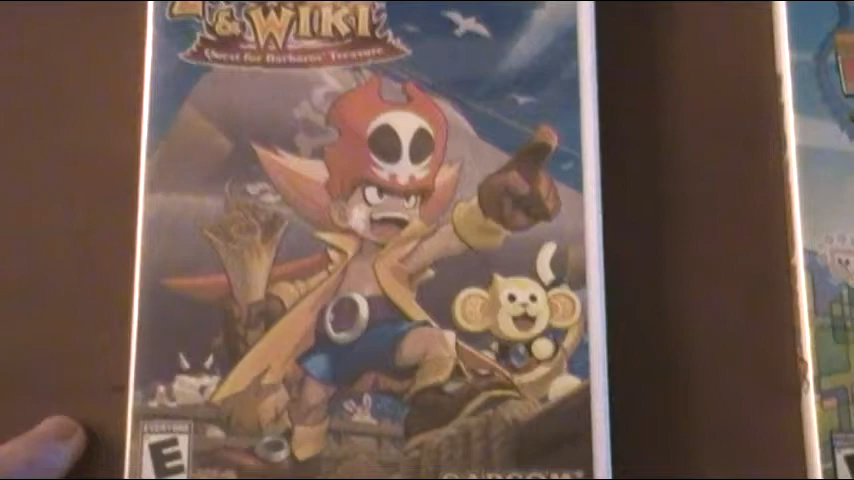 & WIKI
Quest for Barbaros' Treasure
EVERYONE
E
CAPCOM